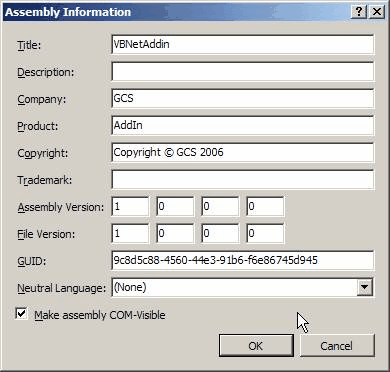 Assembly Information
Title: VBNetAddin
Description:
Company: GCS
Product: AddIn
Copyright: Copyright © GCS 2006
Trademark:
Assembly Version: 1 0 0 0
File Version: 1 0 0 0
GUID: 9c8d5c88-4560-44e3-91b6-f6e86745d945
Neutral Language: (None)
Make assembly COM-Visible
OK Cancel